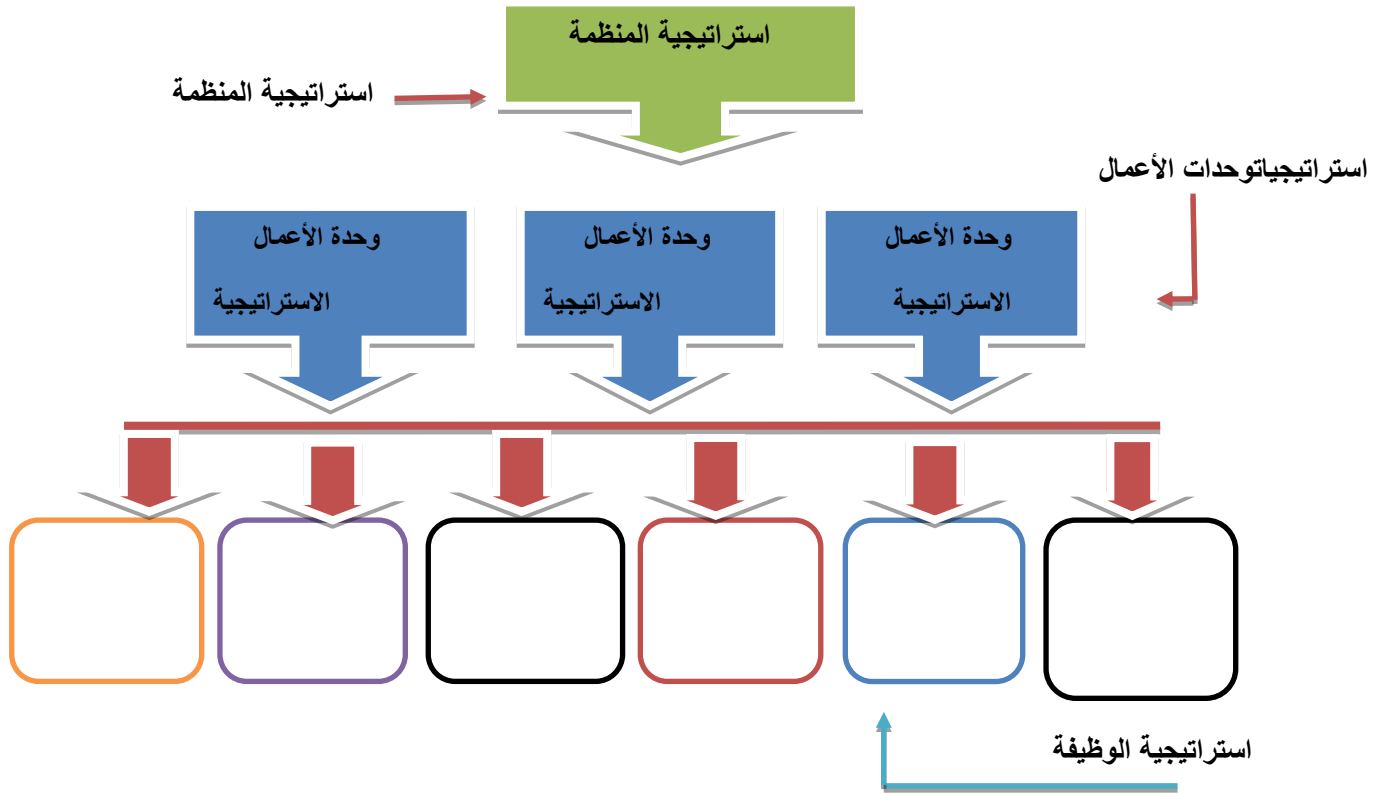 استراتيجية المنظمة
استراتيجية المنظمة
استراتيجياتوحدات الأعمال
وحدة الأعمال
الاستراتيجية
وحدة الأعمال
الاستراتيجية
وحدة الأعمال
الاستراتيجية
استراتيجية الوظيفة